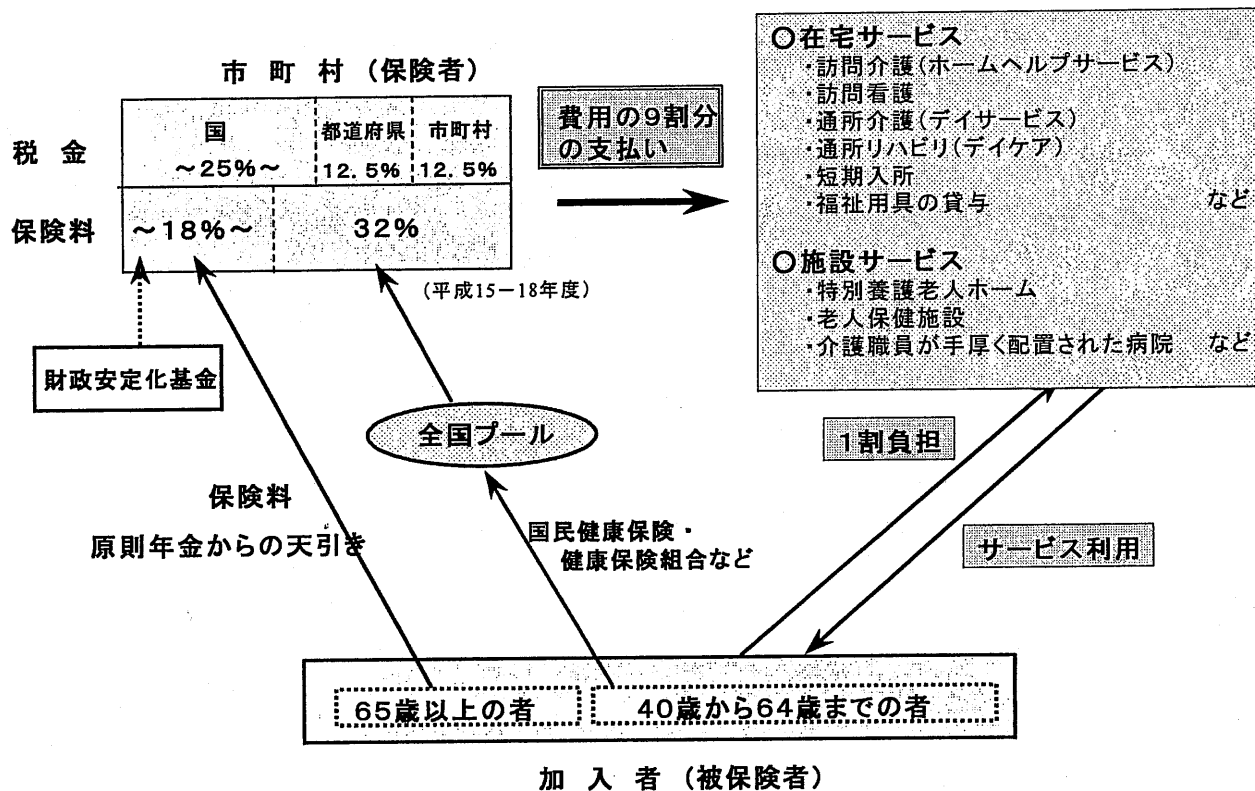 市 町 村 (保険者)
税 金
国
～25%～
都道府県
12.5%
市町村
12.5%
保険料
～18%～
32%
(平成15－18年度)
財政安定化基金
費用の9割分
の支払い
○在宅サービス
・訪問介護(ホームヘルプサービス)
・訪問看護
・通所介護(デイサービス)
・通所リハビリ(デイケア)
・短期入所
・福祉用具の貸与 など
○施設サービス
・特別養護老人ホーム
・老人保健施設
・介護職員が手厚く配置された病院 など
全国プール
1割負担
サービス利用
保険料
原則年金からの天引き
国民健康保険・
健康保険組合など
65歳以上の者
40歳から64歳までの者
加 入 者 (被保険者)